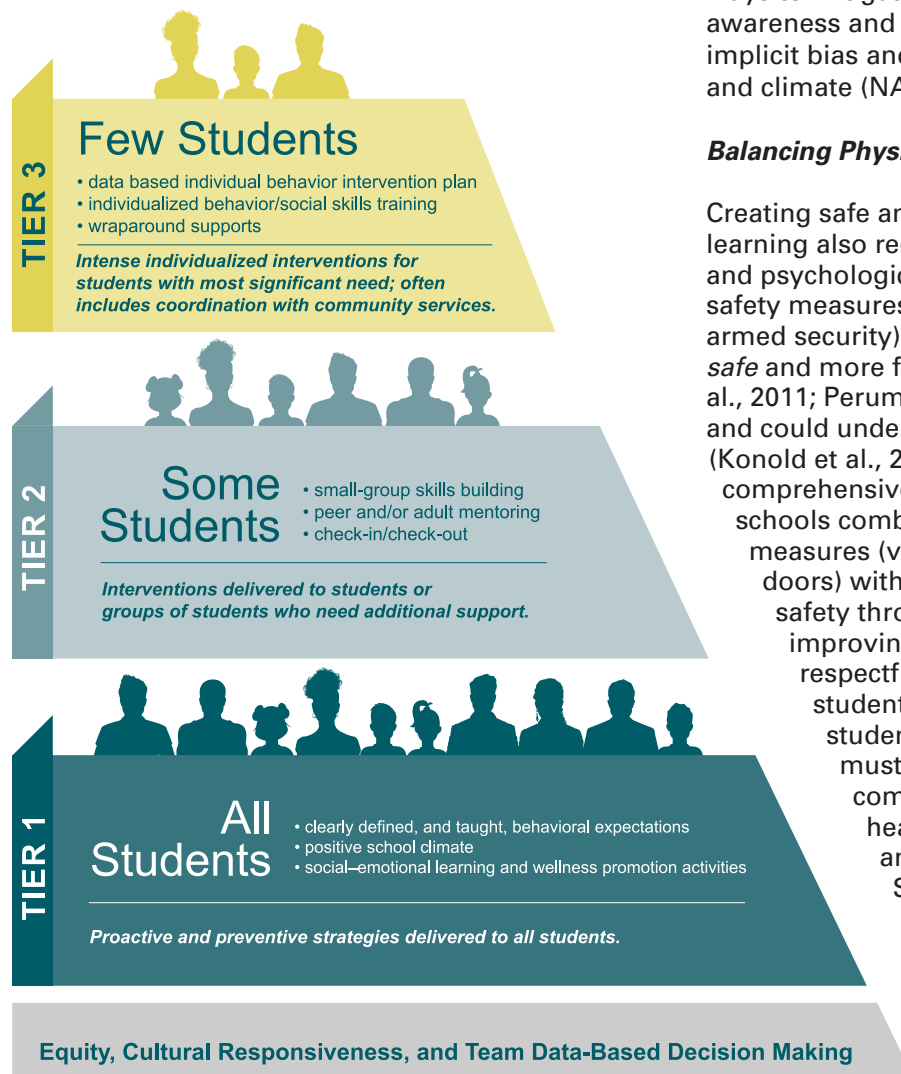 TIER 3
Few Students
• data based individual behavior intervention plan
• individualized behavior/social skills training
• wraparound supports
Intense individualized interventions for
students with most significant need; often
includes coordination with community services.
TIER 2
Some
Students
• small-group skills building
• peer and/or adult mentoring
• check-in/check-out
Interventions delivered to students or
groups of students who need additional support.
TIER 1
All
Students
• clearly defined, and taught, behavioral expectations
• positive school climate
• social–emotional learning and wellness promotion activities
Proactive and preventive strategies delivered to all students.
Equity, Cultural Responsiveness, and Team Data-Based Decision Making
awareness and
implicit bias and
and climate (NA
Balancing Physi
Creating safe an
learning also re
and psychologic
safety measures
armed security)
safe and more f
al., 2011; Perum
and could unde
(Konold et al., 2
comprehensive
schools comb
measures (v
doors) with
safety thro
improvin
respectf
student
studen
must
com
hea
an
S